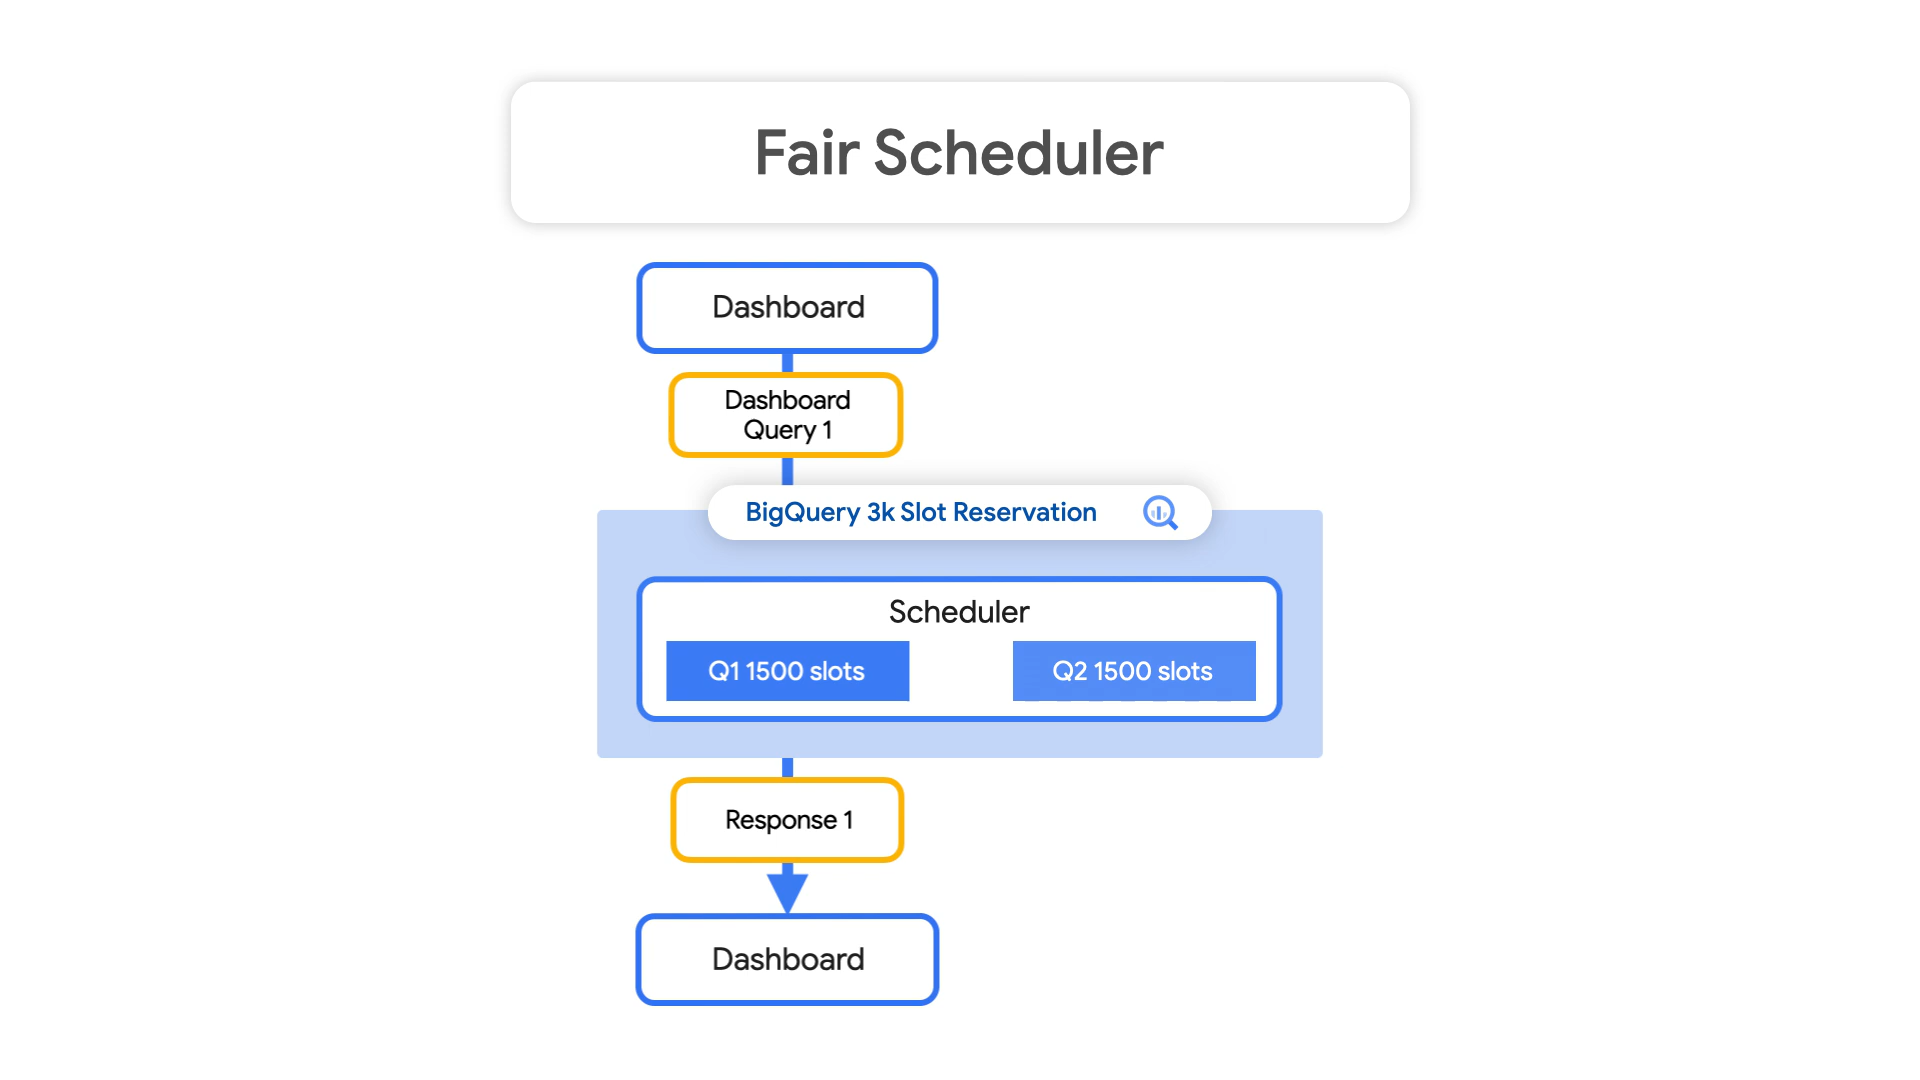 Fair Scheduler
Dashboard
Dashboard
Query 1
BigQuery 3k Slot Reservation
Scheduler
Q1 1500 slots
Q2 1500 slots
Response 1
Dashboard